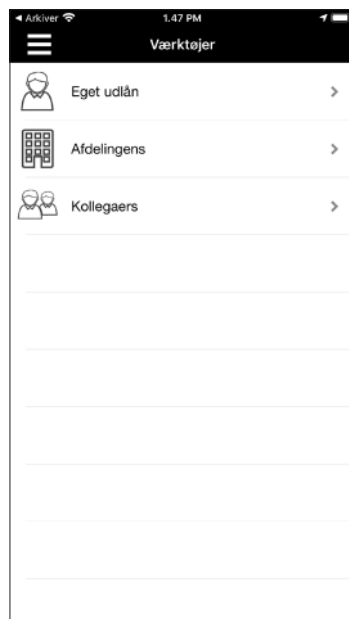 Arkiver 1.47 PM
Værktøjer
Eget udlån
Afdelingens
Kollegaers